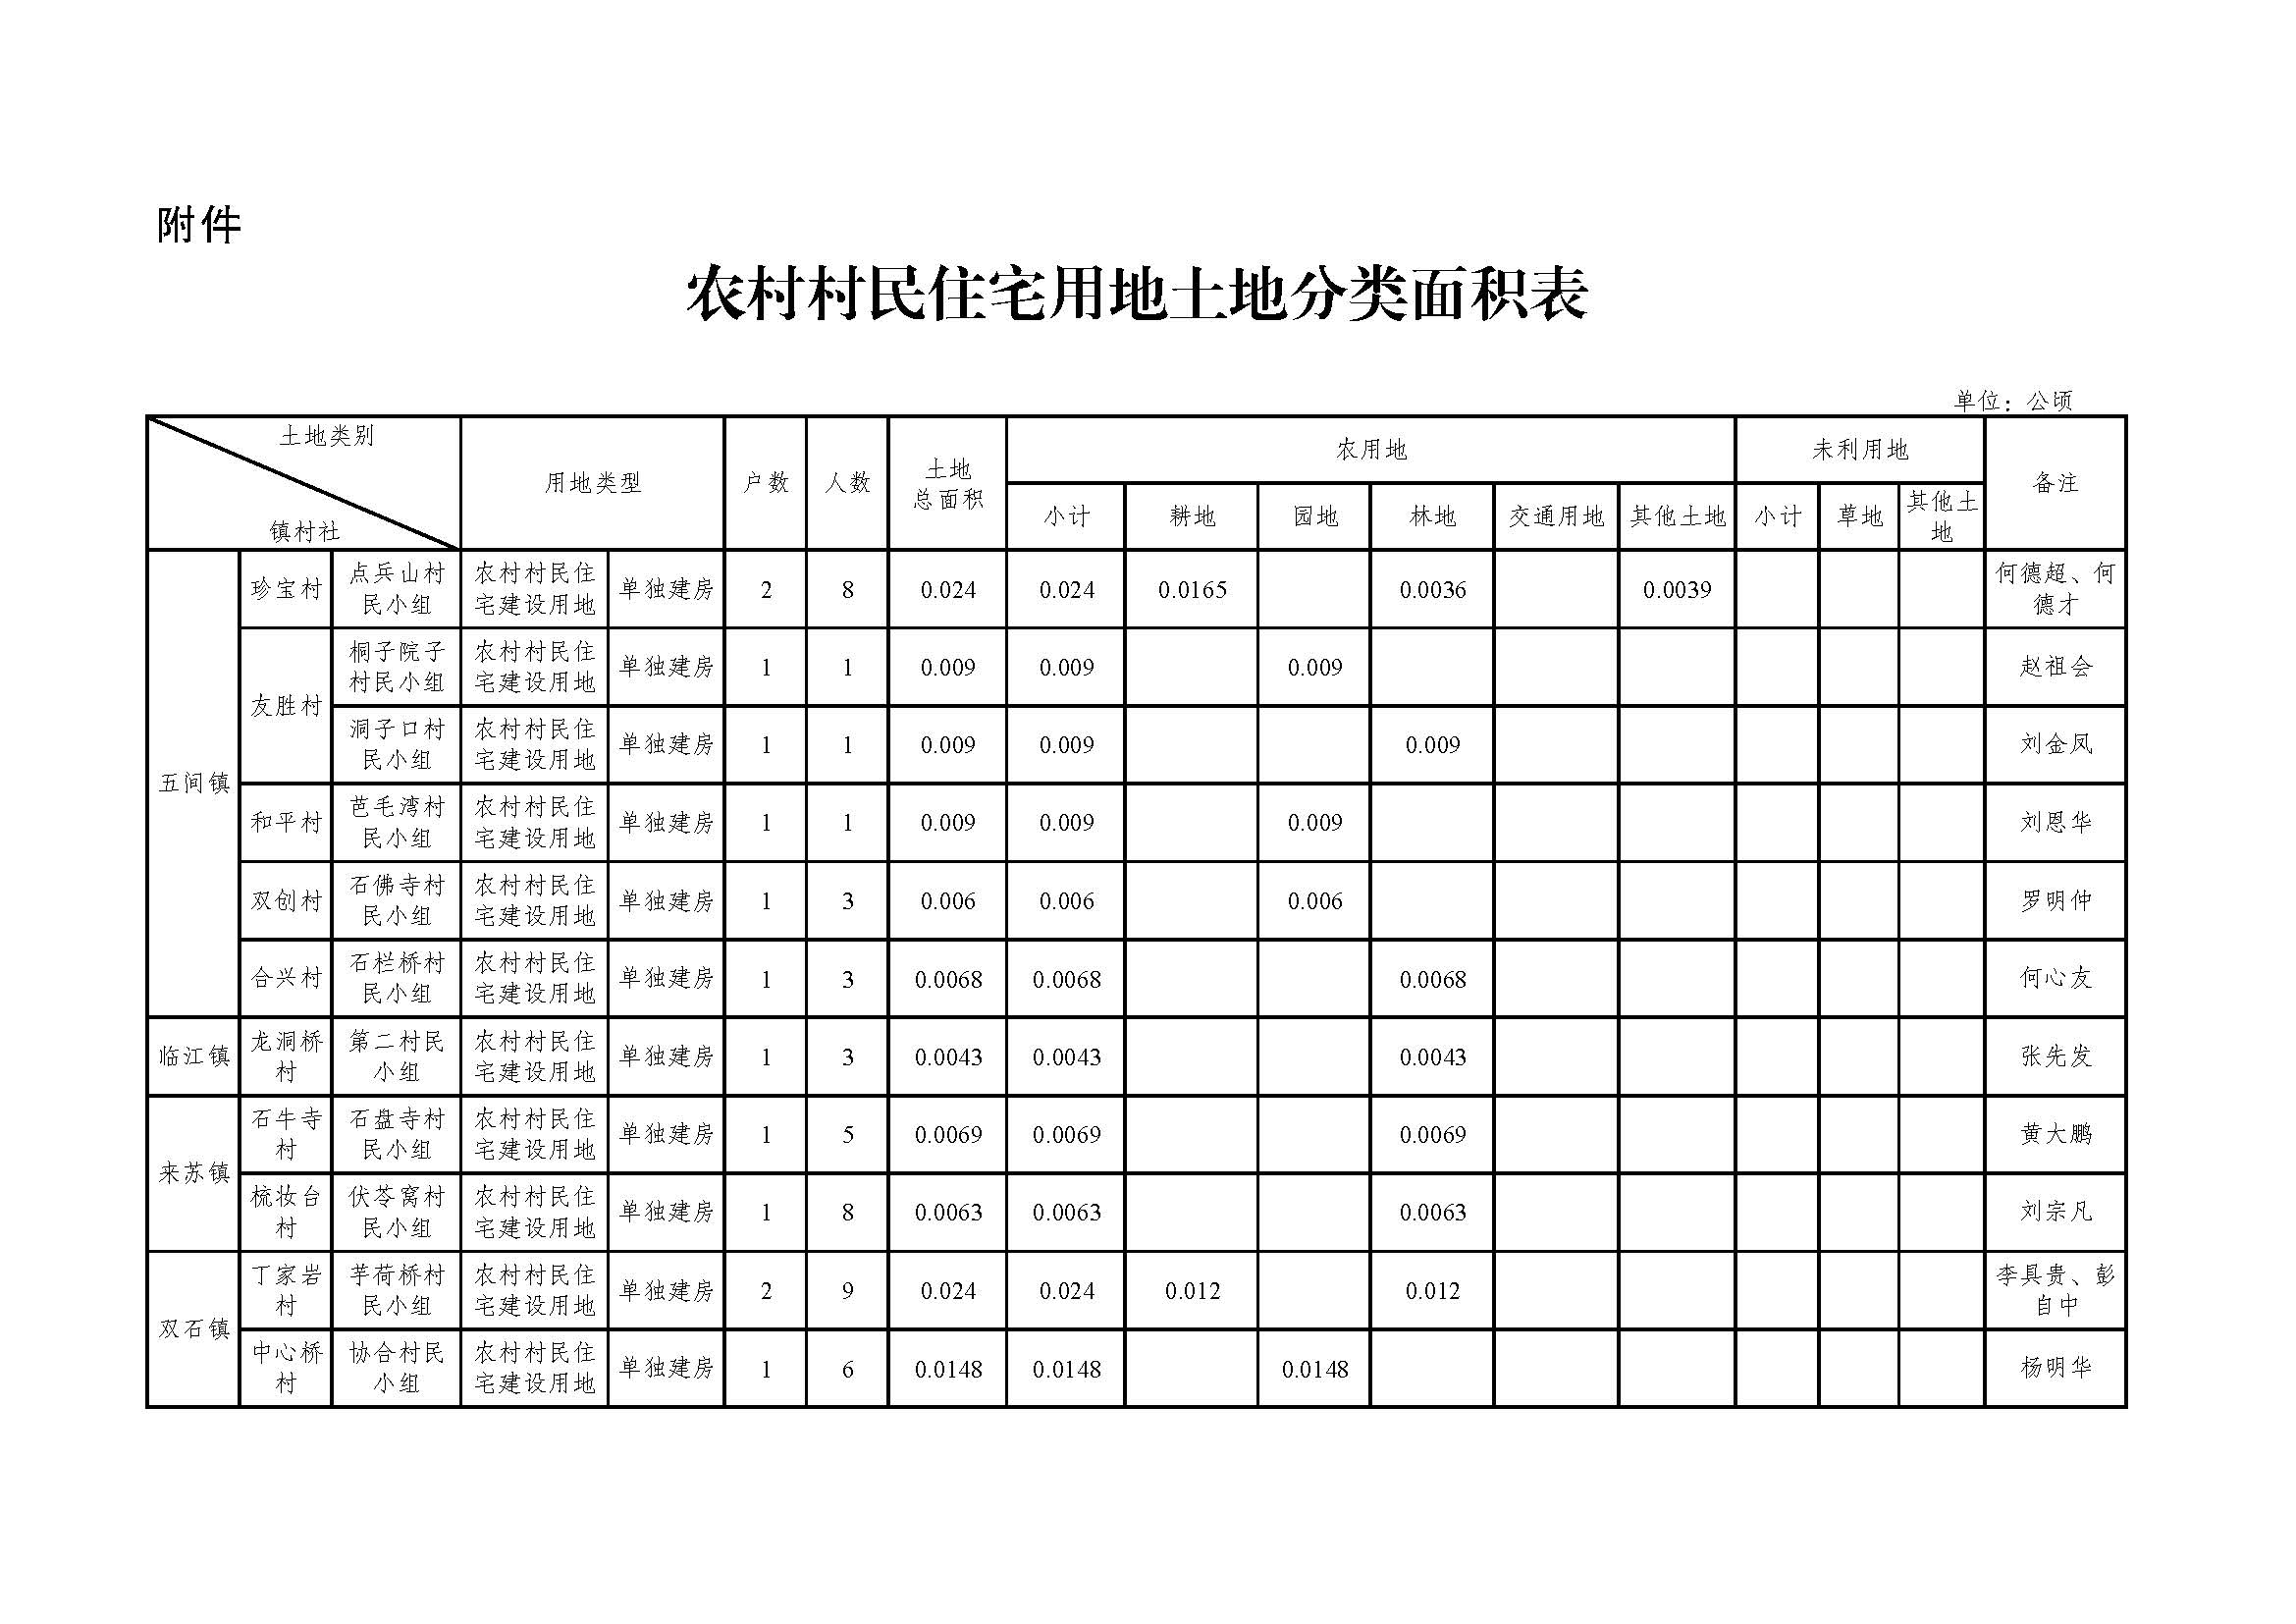 附件
农村村民住宅用地土地分类面积表
单位：公顷
土地类别
镇村社
用地类型 户数 人数 土地总面积 农用地 未利用地 备注
小计 耕地 园地 林地 交通用地 其他土地 小计 草地 其他土地
五间镇 珍宝村 点兵山村民小组 农村村民住宅建设用地 单独建房 2 8 0.024 0.024 0.0165 0.0036 0.0039 何德超、何德才
友胜村 桐子院子村民小组 农村村民住宅建设用地 单独建房 1 1 0.009 0.009 0.009 赵祖会
洞子口村民小组 农村村民住宅建设用地 单独建房 1 1 0.009 0.009 0.009 刘金凤
和平村 芭毛湾村民小组 农村村民住宅建设用地 单独建房 1 1 0.009 0.009 0.009 刘恩华
双创村 石佛寺村民小组 农村村民住宅建设用地 单独建房 1 3 0.006 0.006 0.006 罗明仲
合兴村 石栏桥村民小组 农村村民住宅建设用地 单独建房 1 3 0.0068 0.0068 0.0068 何心友
临江镇 龙洞桥村 第二村民小组 农村村民住宅建设用地 单独建房 1 3 0.0043 0.0043 0.0043 张先发
来苏镇 石牛寺村 石盘寺村民小组 农村村民住宅建设用地 单独建房 1 5 0.0069 0.0069 0.0069 黄大鹏
梳妆台村 伏苓窝村民小组 农村村民住宅建设用地 单独建房 1 8 0.0063 0.0063 0.0063 刘宗凡
双石镇 丁家岩村 芋荷桥村民小组 农村村民住宅建设用地 单独建房 2 9 0.024 0.024 0.012 0.012 李具贵、彭自中
中心桥村 协合村民小组 农村村民住宅建设用地 单独建房 1 6 0.0148 0.0148 0.0148 杨明华